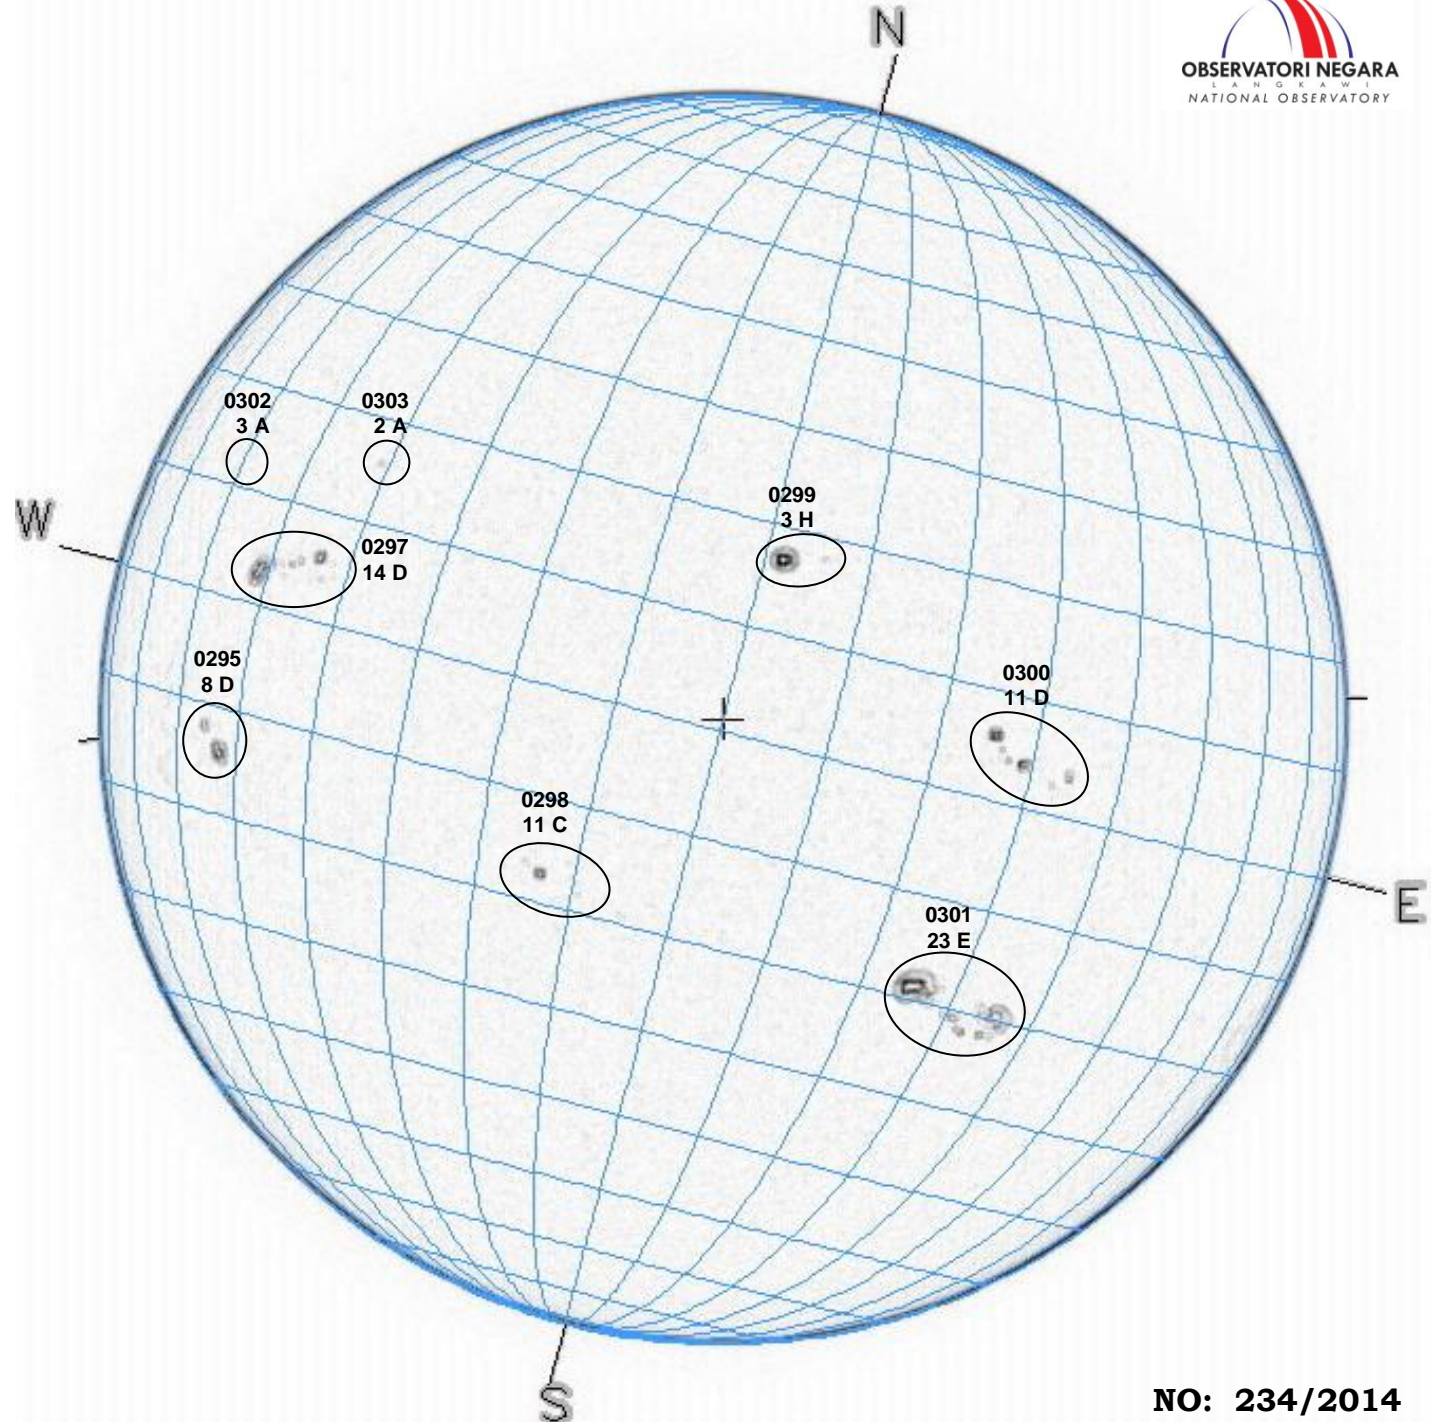 N
OBSERVATORI NEGARA
LANGKAWI
NATIONAL OBSERVATORY
0302
3 A
0303
2 A
0299
3 H
W
0297
14 D
0295
8 D
0300
11 D
0298
11 C
E
0301
23 E
S
NO: 234/2014